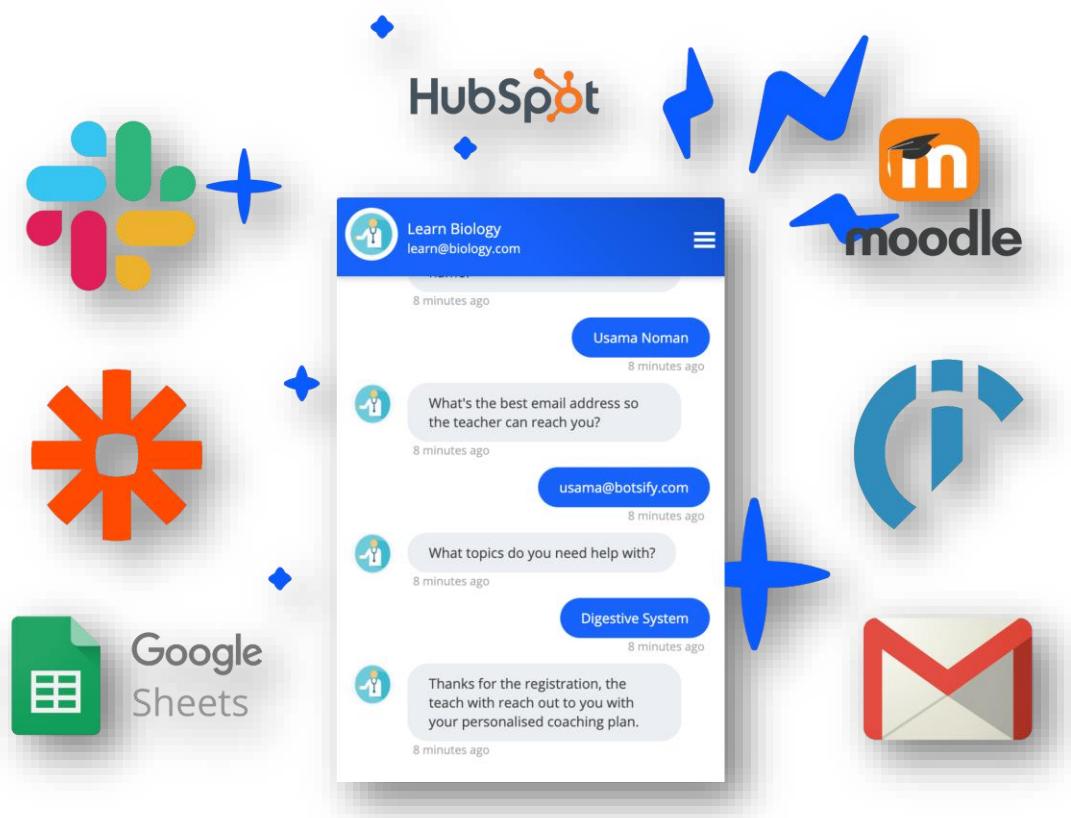 HubSpot
m
moodle
Learn Biology
learn@biology.com
8 minutes ago
Usama Noman
8 minutes ago
What's the best email address so
the teacher can reach you?
8 minutes ago
usama@botsify.com
8 minutes ago
What topics do you need help with?
8 minutes ago
Digestive System
8 minutes ago
Thanks for the registration, the
teach with reach out to you with
your personalised coaching plan.
8 minutes ago
Google
Sheets